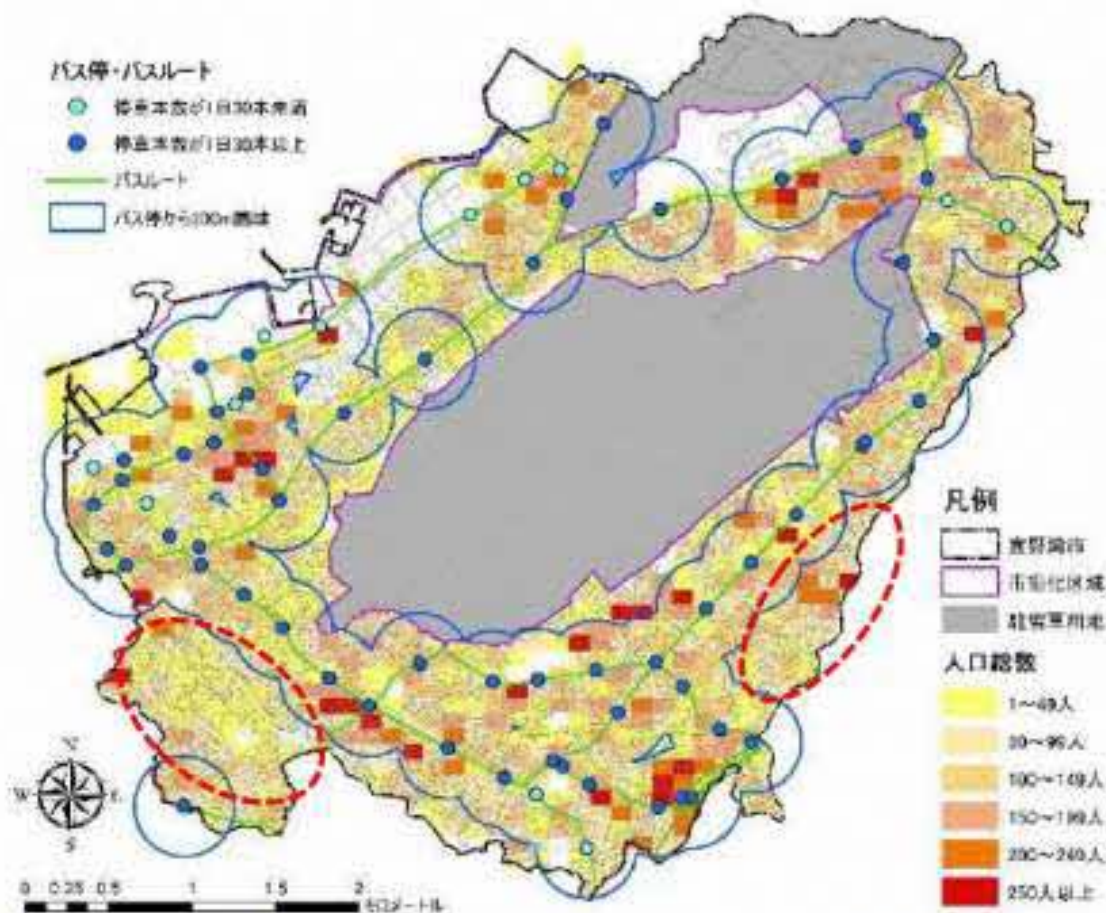 バス停・バスルート
停車本数が1日30本未満
停車本数が1日30本以上
バスルート
バス停から300m圏域
凡例
宜野湾市
市街化区域
駐留軍用地
人口総数
1～49人
50～99人
100～149人
150～199人
200～249人
250人以上
N
W
E
S
0 0.25 0.5 1 1.5 2
キロメートル